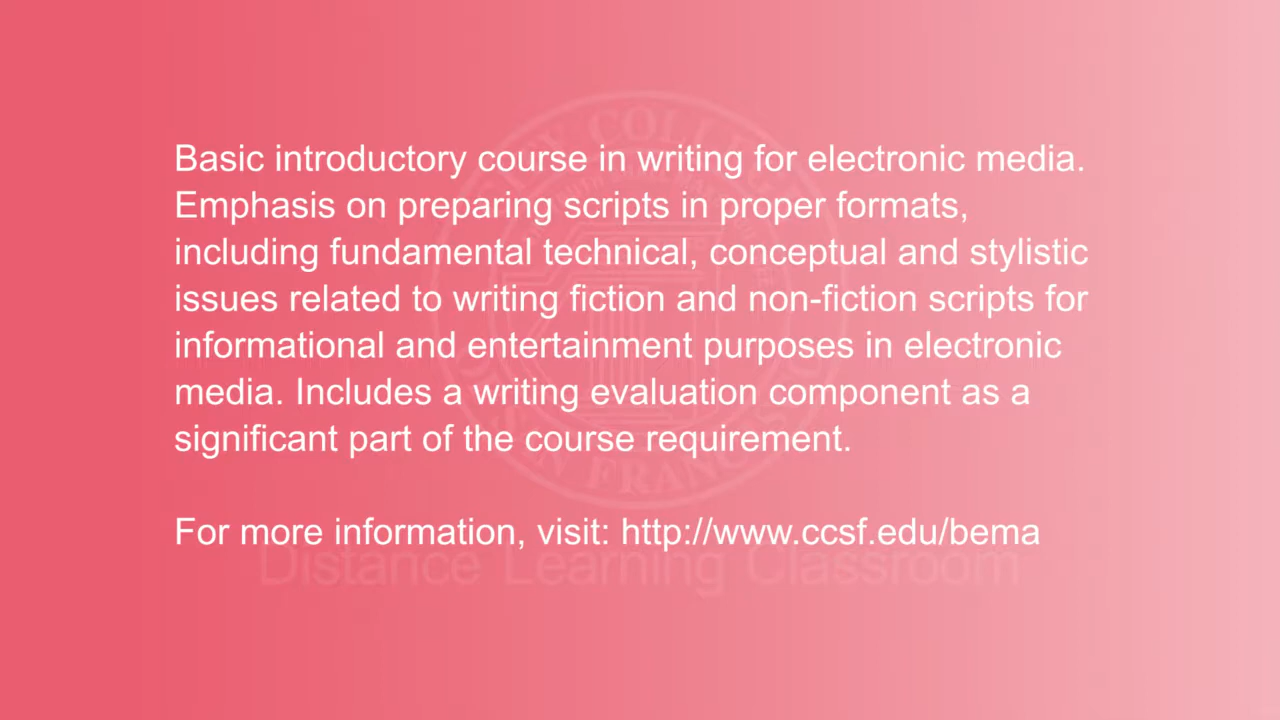 Basic introductory course in writing for electronic media.
Emphasis on preparing scripts in proper formats,
including fundamental technical, conceptual and stylistic
issues related to writing fiction and non-fiction scripts for
informational and entertainment purposes in electronic
media. Includes a writing evaluation component as a
significant part of the course requirement.
For more information, visit: http://www.ccsf.edu/bema
Distance Learning Classroom